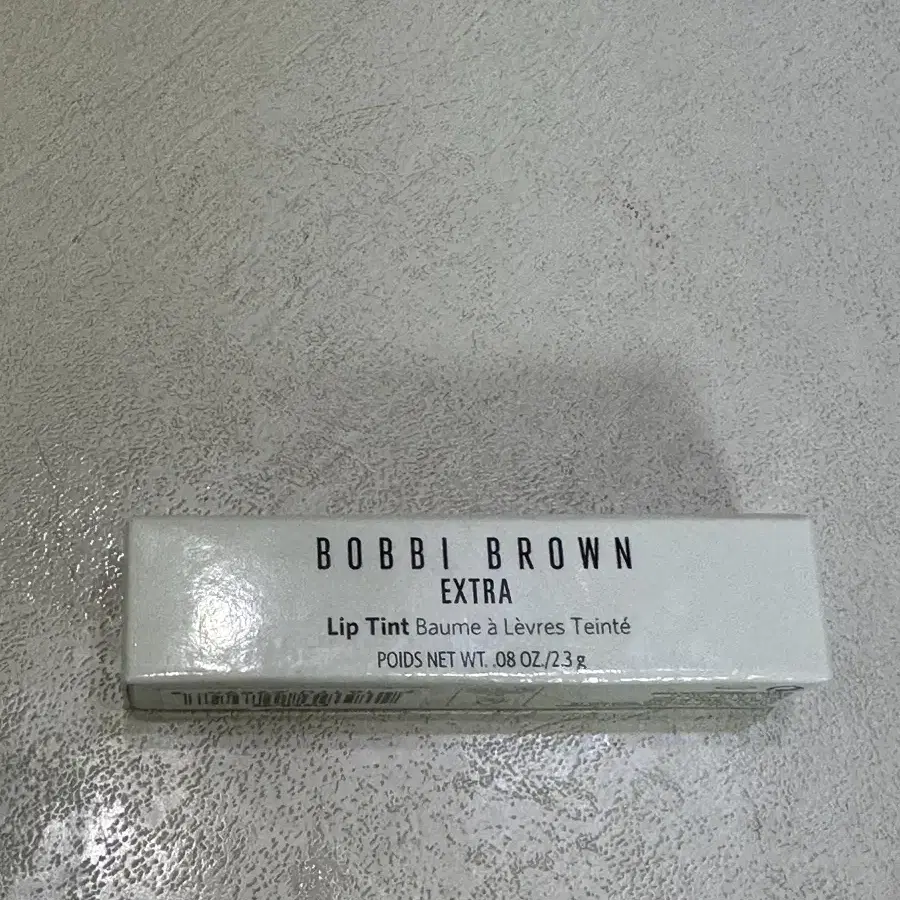 BOBBI BROWN
EXTRA
Lip Tint Baume à Lèvres Teinté
POIDS NET WT. .08 OZ./2.3 g